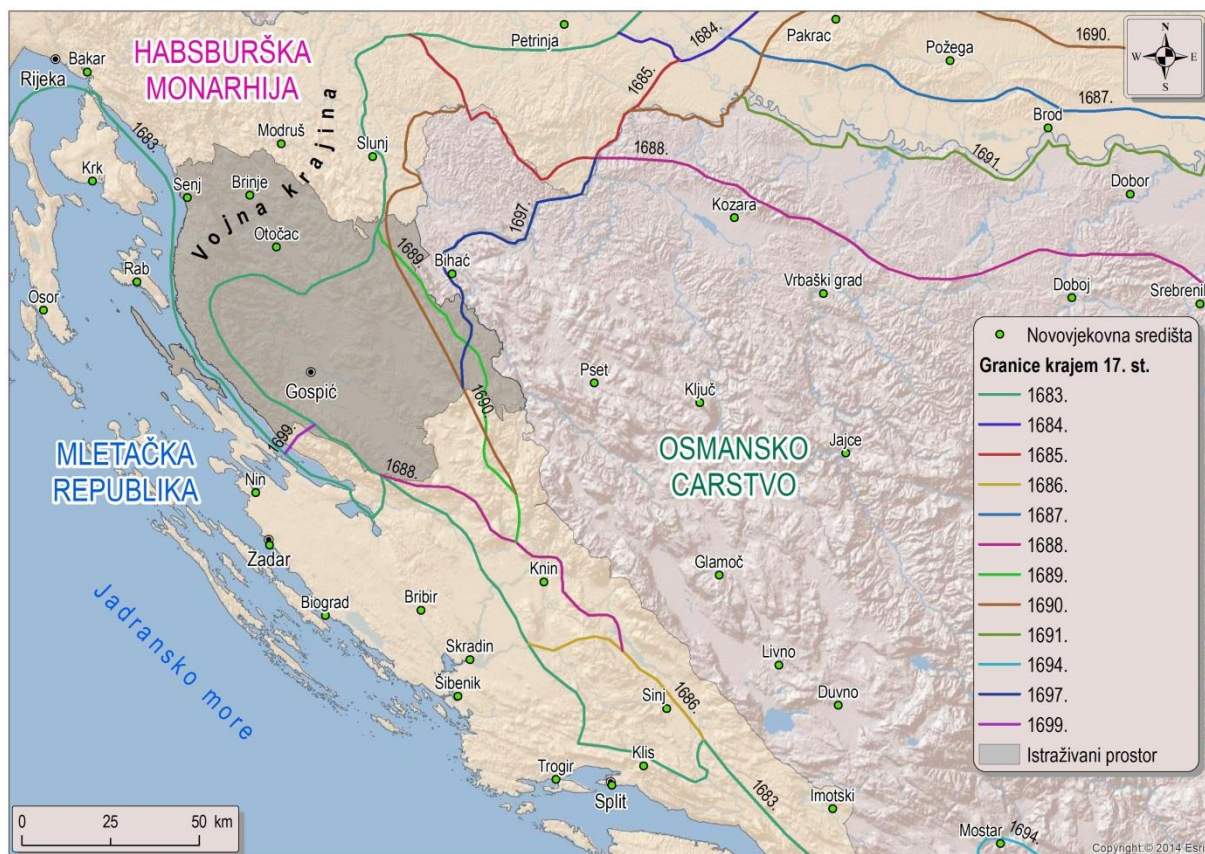 HABSBURŠKA
MONARHIJA
Petrinja
1684.
Pakrac
1690.
Požega
N
W
E
S
Rijeka
Bakar
1683.
1685.
1687.
Brod
Modruš
Slunj
Vojna krajina
1688.
1691.
Krk
Senj
Brinje
Dobor
Otočac
1697.
Kozara
Rab
1689.
Bihać
Osor
Vrbaški grad
Doboj
Srebrenik
Gospić
Pset
Ključ
1690
1699.
MLETAČKA
REPUBLIKA
Nin
1688.
OSMANSKO
CARSTVO
Jajce
Zadar
Jadransko more
Biograd
Bribir
Knin
Glamoč
Skradin
Šibenik
Sinj
1686.
Livno
Duvno
Trogir
Klis
Split
1683.
Imotski
Mostar
1694.
Novovjekovna središta
Granice krajem 17. st.
1683.
1684.
1685.
1686.
1687.
1688.
1689.
1690.
1691.
1694.
1697.
1699.
Istraživani prostor
0 25 50 km
Copyright:© 2014 Esri